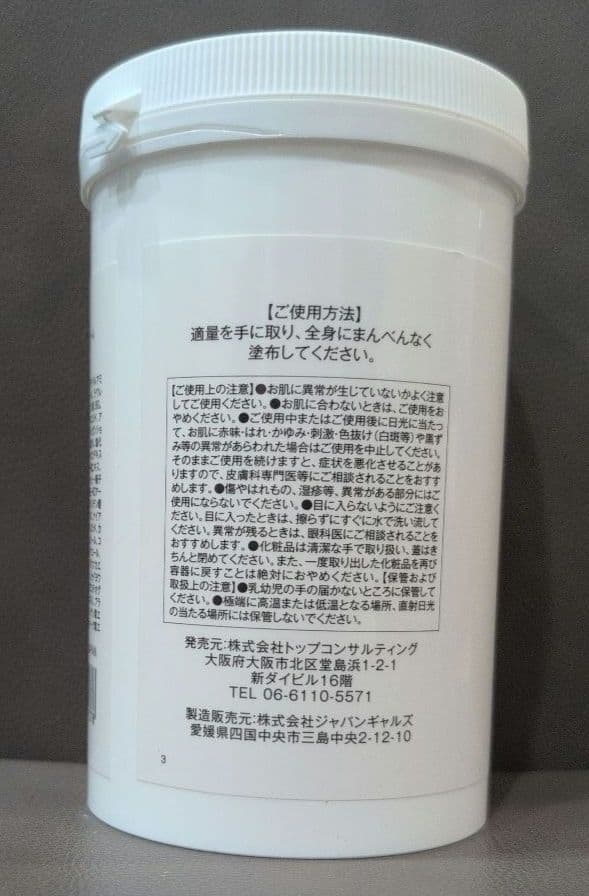 【ご使用方法】
適量を手に取り、全身にまんべんなく
塗布してください。
【ご使用上の注意】●お肌に異常が生じていないかよく注意
してご使用ください。●お肌に合わないときは、ご使用をお
やめください。●ご使用中またはご使用後に日光に当たっ
て、お肌に赤味・はれ・かゆみ・刺激・色抜け(白斑等)や黒ず
み等の異常があらわれた場合はご使用を中止してください。
そのままご使用を続けますと、症状を悪化させることがあ
りますので、皮膚科専門医等にご相談されることをおすす
めします。●傷やはれもの、湿疹等、異常がある部分にはご
使用にならないでください。●目に入らないようにご注意く
ださい。目に入ったときは、擦らずにすぐに水で洗い流して
ください。異常が残るときは、眼科医にご相談されることを
おすすめします。●化粧品は清潔な手で取り扱い、蓋はき
ちんと閉めてください。また、一度取り出した化粧品を再び
容器に戻すことは絶対におやめください。【保管および
取扱上の注意】●乳幼児の手の届かないところに保管して
ください。●極端に高温または低温となる場所、直射日光
の当たる場所には保管しないでください。
発売元:株式会社トップコンサルティング
大阪府大阪市北区堂島浜1-2-1
新ダイビル16階
TEL 06-6110-5571
製造販売元:株式会社ジャパンギャルズ
愛媛県四国中央市三島中央2-12-10
3